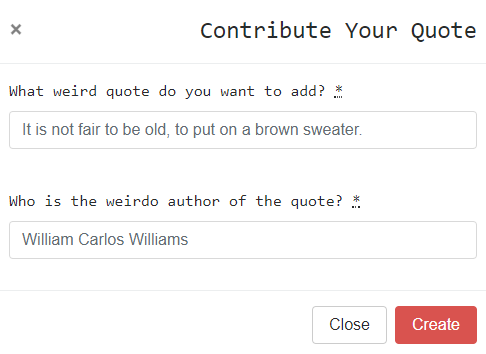 × Contribute Your Quote
What weird quote do you want to add? *
It is not fair to be old, to put on a brown sweater.
Who is the weirdo author of the quote? *
William Carlos Williams
Close Create